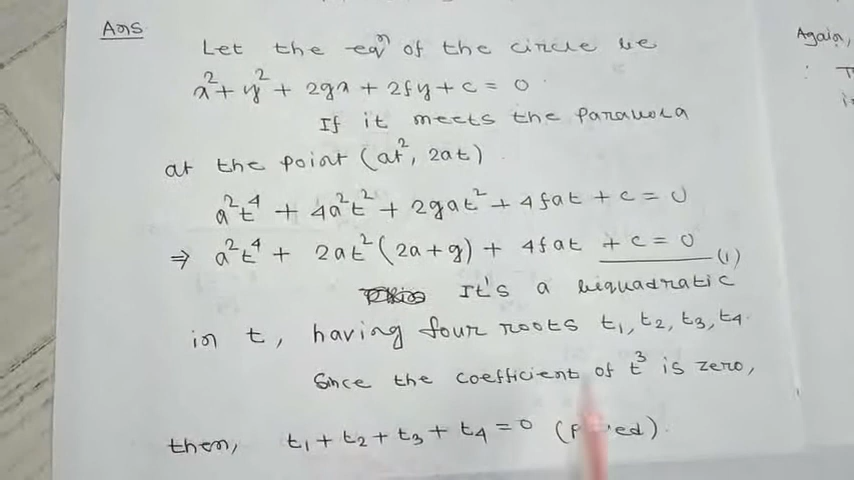 Ans
Let the eqⁿ of the circle be
x² + y² + 2gx + 2fy + c = 0
If it meets the Parabola
at the point (at², 2at)
a²t⁴ + 4a²t² + 2gat² + 4fat + c = 0
⇒ a²t⁴ + 2at²(2a+g) + 4fat + c = 0 (1)
It's a biquadratic
in t, having four roots t₁, t₂, t₃, t₄.
Since the coefficient of t³ is zero,
then, t₁ + t₂ + t₃ + t₄ = 0
Again,